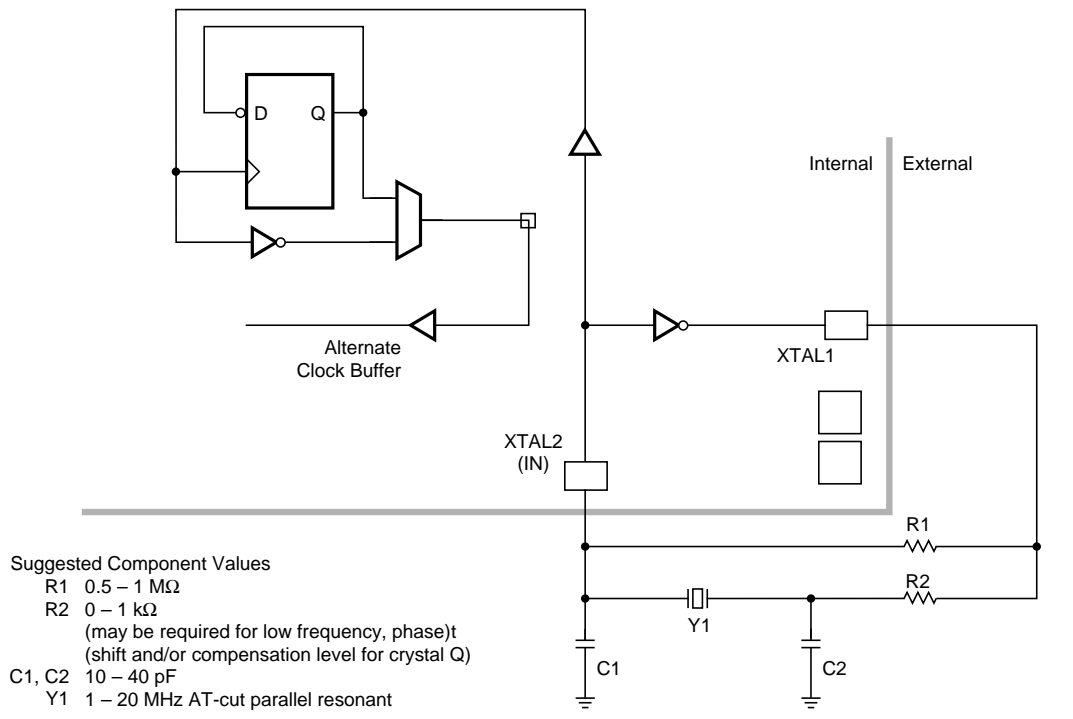 D Q
Internal External
Alternate
Clock Buffer
XTAL1
XTAL2
(IN)
R1
R2
Y1
C1 C2
Suggested Component Values
R1 0.5 – 1 MΩ
R2 0 – 1 kΩ
(may be required for low frequency, phase)t
(shift and/or compensation level for crystal Q)
C1, C2 10 – 40 pF
Y1 1 – 20 MHz AT-cut parallel resonant